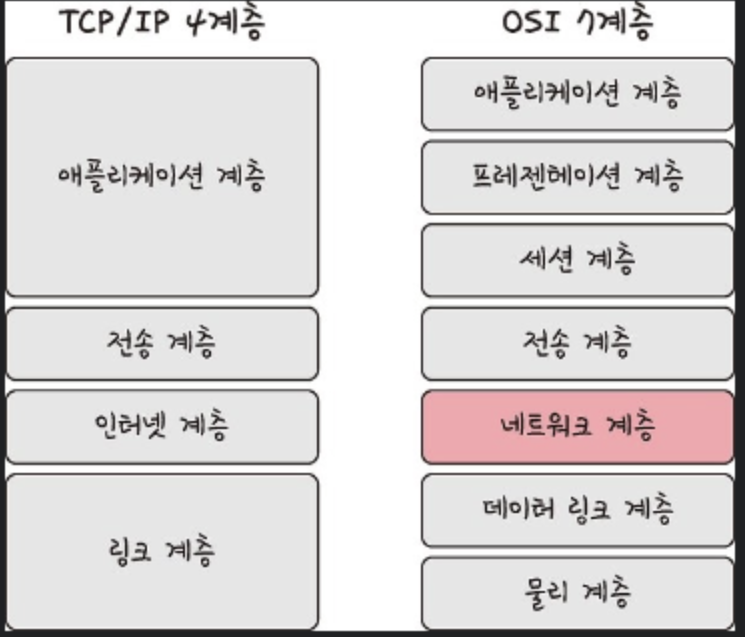 TCP/IP 4계층
애플리케이션 계층
전송 계층
인터넷 계층
링크 계층
OSI 7계층
애플리케이션 계층
프레젠테이션 계층
세션 계층
전송 계층
네트워크 계층
데이터 링크 계층
물리 계층